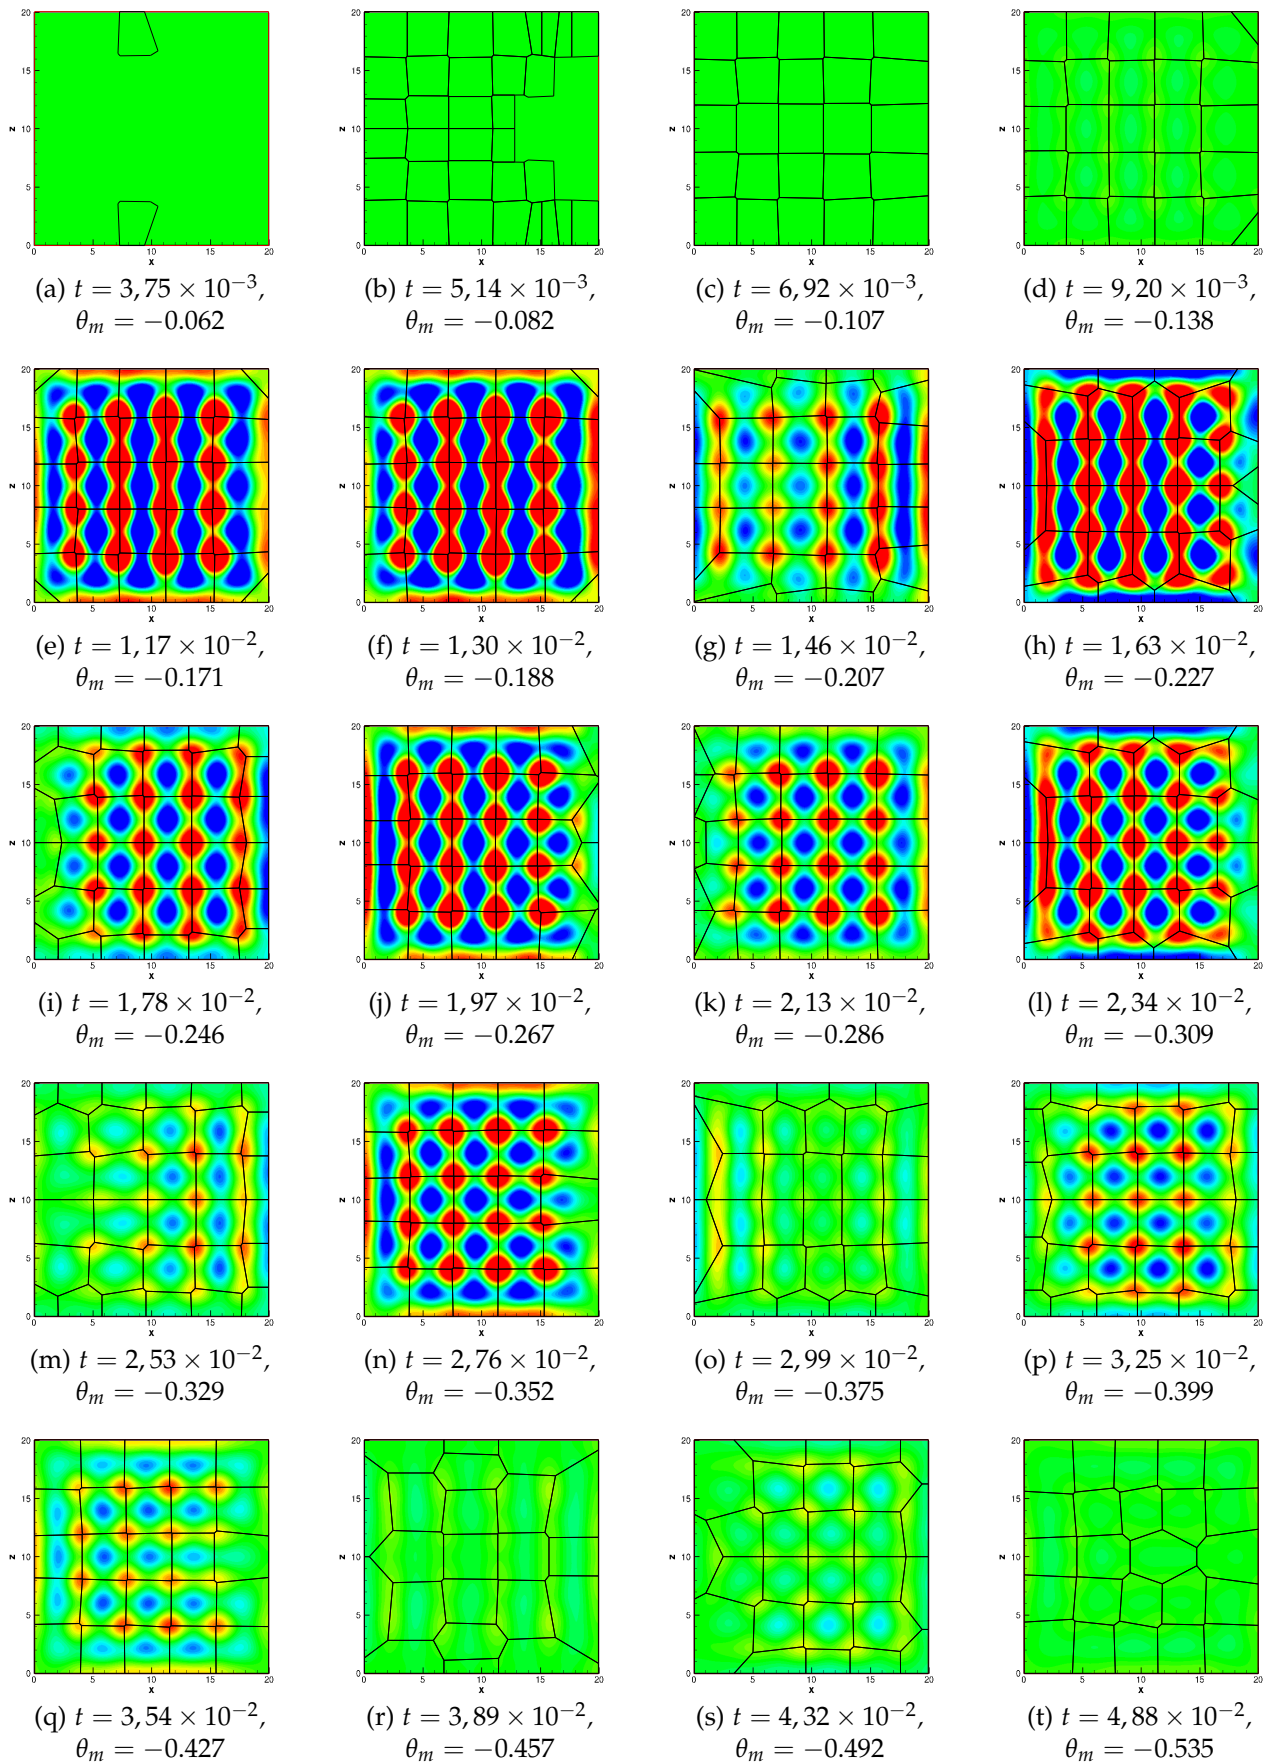 (a) t = 3,75 × 10⁻³,
θₘ = −0.062
(b) t = 5,14 × 10⁻³,
θₘ = −0.082
(c) t = 6,92 × 10⁻³,
θₘ = −0.107
(d) t = 9,20 × 10⁻³,
θₘ = −0.138
(e) t = 1,17 × 10⁻²,
θₘ = −0.171
(f) t = 1,30 × 10⁻²,
θₘ = −0.188
(g) t = 1,46 × 10⁻²,
θₘ = −0.207
(h) t = 1,63 × 10⁻²,
θₘ = −0.227
(i) t = 1,78 × 10⁻²,
θₘ = −0.246
(j) t = 1,97 × 10⁻²,
θₘ = −0.267
(k) t = 2,13 × 10⁻²,
θₘ = −0.286
(l) t = 2,34 × 10⁻²,
θₘ = −0.309
(m) t = 2,53 × 10⁻²,
θₘ = −0.329
(n) t = 2,76 × 10⁻²,
θₘ = −0.352
(o) t = 2,99 × 10⁻²,
θₘ = −0.375
(p) t = 3,25 × 10⁻²,
θₘ = −0.399
(q) t = 3,54 × 10⁻²,
θₘ = −0.427
(r) t = 3,89 × 10⁻²,
θₘ = −0.457
(s) t = 4,32 × 10⁻²,
θₘ = −0.492
(t) t = 4,88 × 10⁻²,
θₘ = −0.535